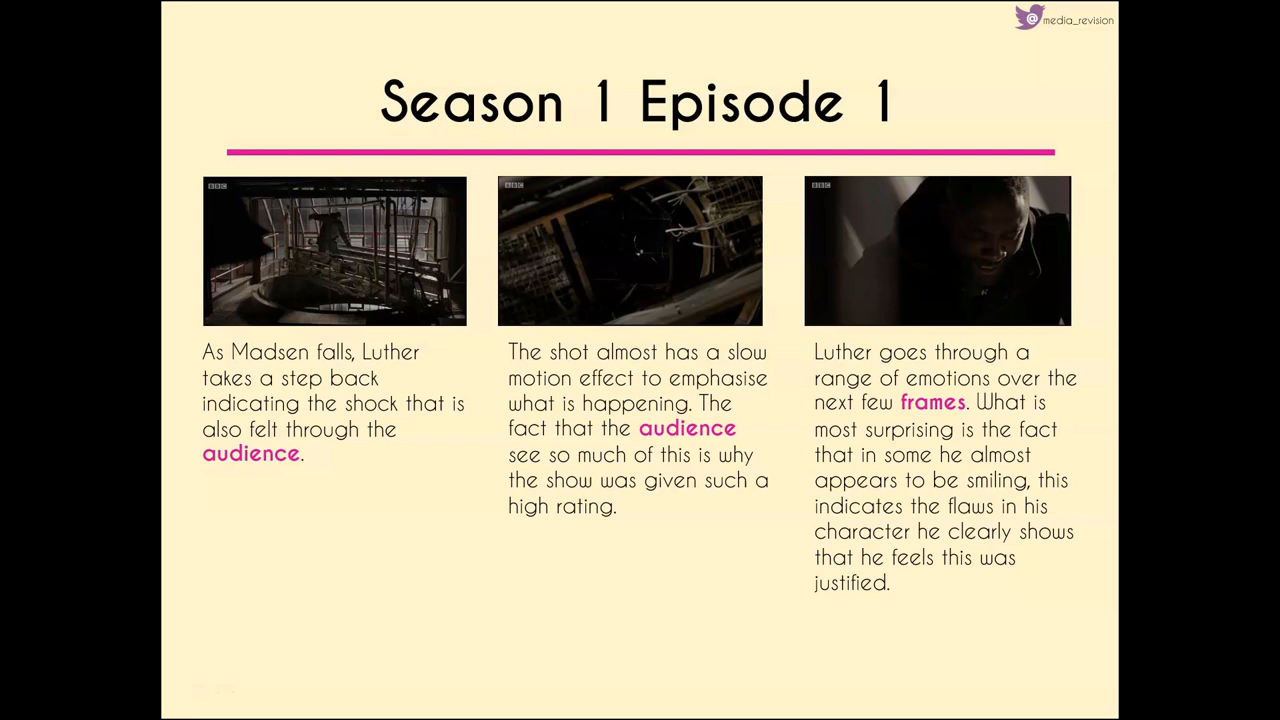 @media_revision
Season 1 Episode 1
BBC
BBC
BBC
As Madsen falls, Luther
takes a step back
indicating the shock that is
also felt through the
audience.
The shot almost has a slow
motion effect to emphasise
what is happening. The
fact that the audience
see so much of this is why
the show was given such a
high rating.
Luther goes through a
range of emotions over the
next few frames. What is
most surprising is the fact
that in some he almost
appears to be smiling, this
indicates the flaws in his
character he clearly shows
that he feels this was
justified.